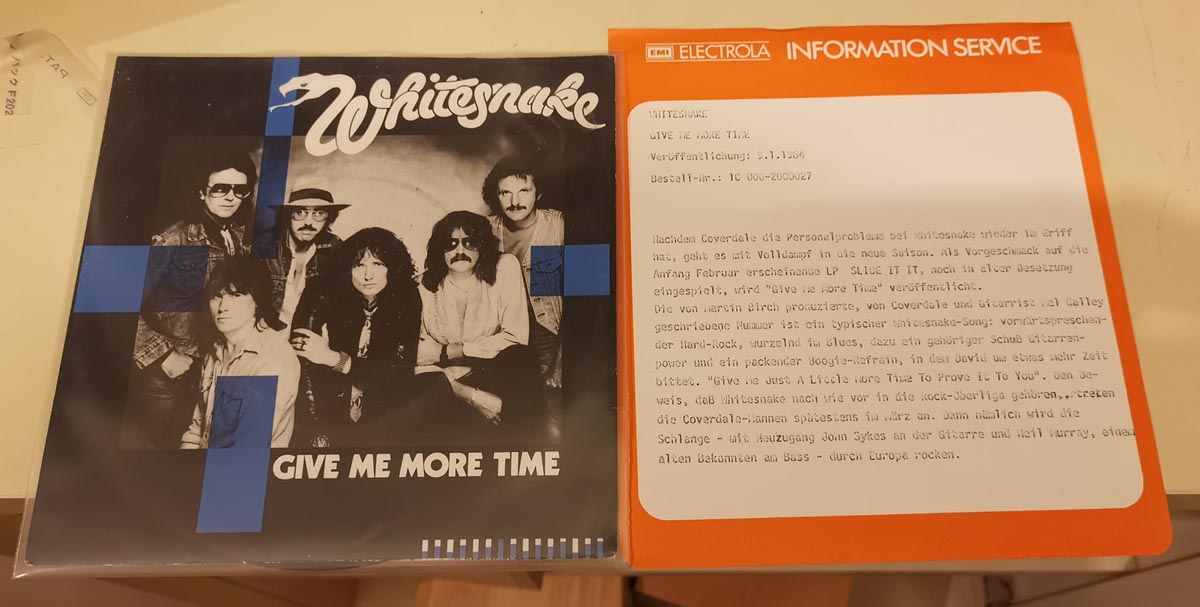 パック F202
PAT.
Whitesnake
GIVE ME MORE TIME
EMI ELECTROLA INFORMATION SERVICE
WHITESNAKE
GIVE ME MORE TIME
Veröffentlichung: 9.1.1984
Bestell-Nr.: 1C 006-2000027
Nachdem Coverdale die Personalprobleme bei Whitesnake wieder im Griff
hat, geht es mit Volldampf in die neue Saison. Als Vorgeschmack auf die
Anfang Februar erscheinende LP SLIDE IT IT, noch in alter Besetzung
eingespielt, wird "Give Me More Time" veröffentlicht.
Die von Martin Birch produzierte, von Coverdale und Gitarrist Mel Galley
geschriebene Nummer ist ein typischer Whitesnake-Song: vorwärtspreschen-
der Hard-Rock, wurzelnd im Blues, dazu ein gehöriger Schuß Gitarren-
power und ein packender Boogie-Refrain, in dem David um etwas mehr Zeit
bittet. "Give Me Just A Little More Time To Prove It To You". Den Be-
weis, daß Whitesnake nach wie vor in die Rock-Oberliga gehören,,treten
die Coverdale-Mannen spätestens im März an. Dann nämlich wird die
Schlange - mit Neuzugang John Sykes an der Gitarre und Neil Murray, einem
alten Bekannten am Bass - durch Europa rocken.